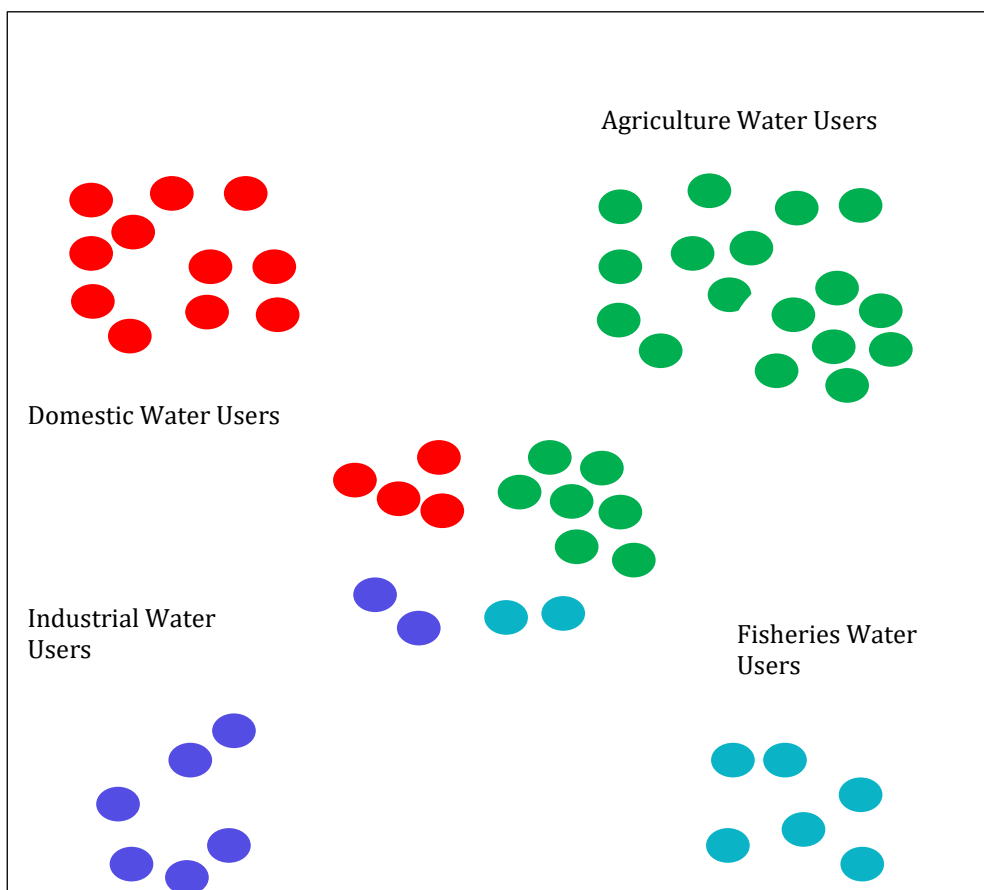 Agriculture Water Users
Domestic Water Users
Industrial Water
Users
Fisheries Water
Users